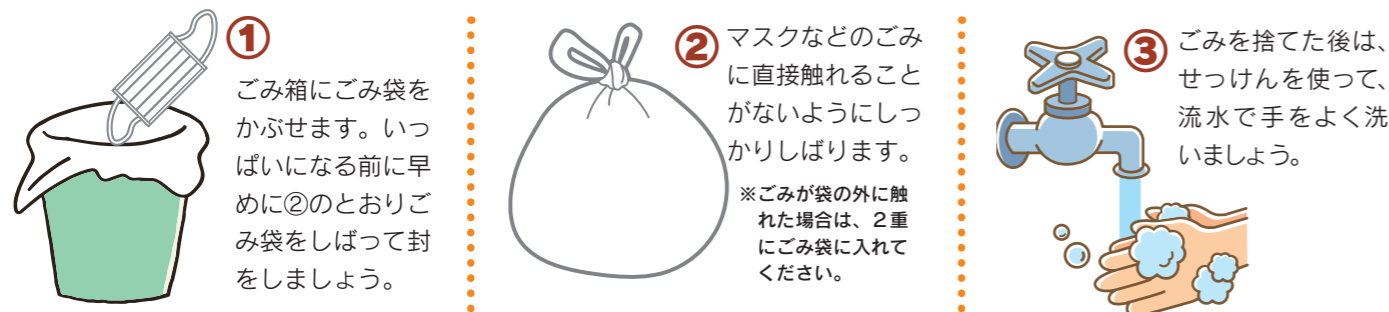 ①
ごみ箱にごみ袋を
かぶせます。いっ
ぱいになる前に早
めに②のとおりご
み袋をしばって封
をしましょう。
②
マスクなどのごみ
に直接触れること
がないようにしっ
かりしばります。
※ごみが袋の外に触
れた場合は、２重
にごみ袋に入れて
ください。
③
ごみを捨てた後は、
せっけんを使って、
流水で手をよく洗
いましょう。